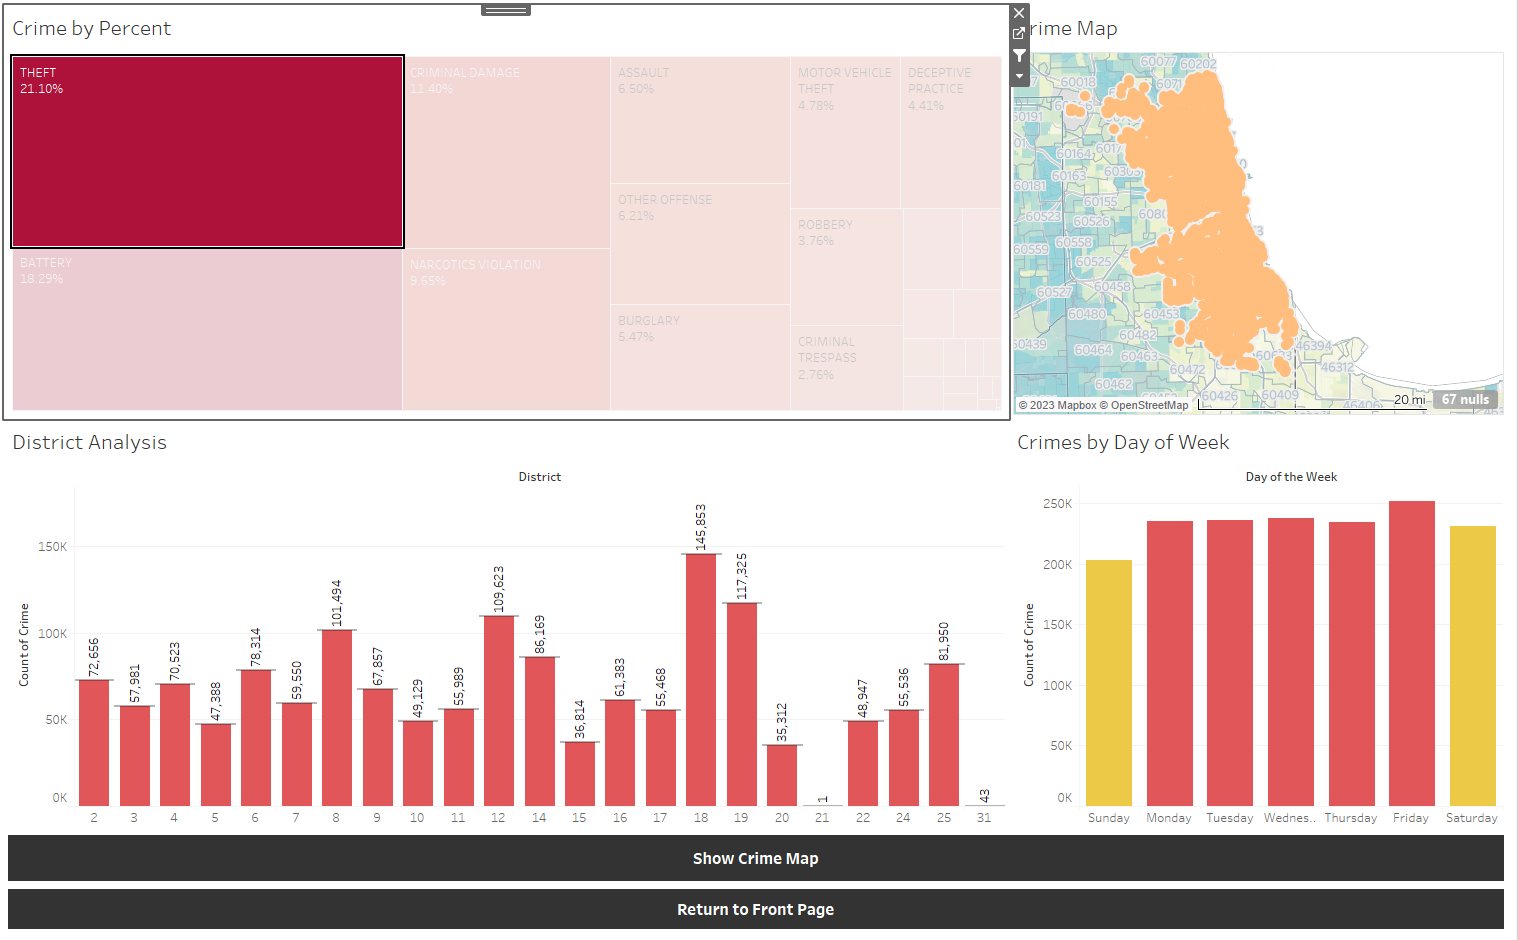 Crime by Percent
THEFT
21.10%
CRIMINAL DAMAGE
11.40%
ASSAULT
6.50%
MOTOR VEHICLE
THEFT
4.78%
DECEPTIVE
PRACTICE
4.41%
OTHER OFFENSE
6.21%
ROBBERY
3.76%
BATTERY
18.29%
NARCOTICS VIOLATION
9.65%
BURGLARY
5.47%
CRIMINAL
TRESPASS
2.76%
Crime Map
60077
60202
60018
60191
60164
60163
60181
60155
60523
60526
60558
60559
60525
60527
60458
60480
60453
60482
60439
60464
60463
60472
60462
60426
60409
46394
46312
46406
© 2023 Mapbox © OpenStreetMap
20 mi
67 nulls
District Analysis
District
Count of Crime
150K
100K
50K
0K
72,656
57,981
70,523
47,388
78,314
59,550
101,494
67,857
49,129
55,989
109,623
86,169
36,814
61,383
55,468
145,853
117,325
35,312
1
48,947
55,536
81,950
43
2 3 4 5 6 7 8 9 10 11 12 14 15 16 17 18 19 20 21 22 24 25 31
Crimes by Day of Week
Day of the Week
Count of Crime
250K
200K
150K
100K
50K
0K
Sunday Monday Tuesday Wednes.. Thursday Friday Saturday
Show Crime Map
Return to Front Page